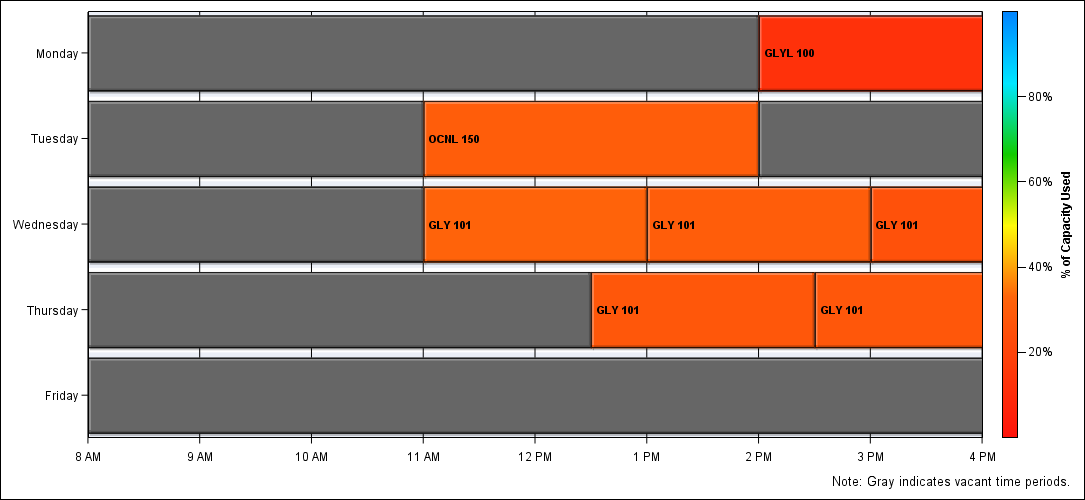 Monday
GLYL 100
Tuesday
OCNL 150
Wednesday
GLY 101
GLY 101
GLY 101
Thursday
GLY 101
GLY 101
Friday
8 AM
9 AM
10 AM
11 AM
12 PM
1 PM
2 PM
3 PM
4 PM
80%
60%
40%
20%
% of Capacity Used
Note: Gray indicates vacant time periods.